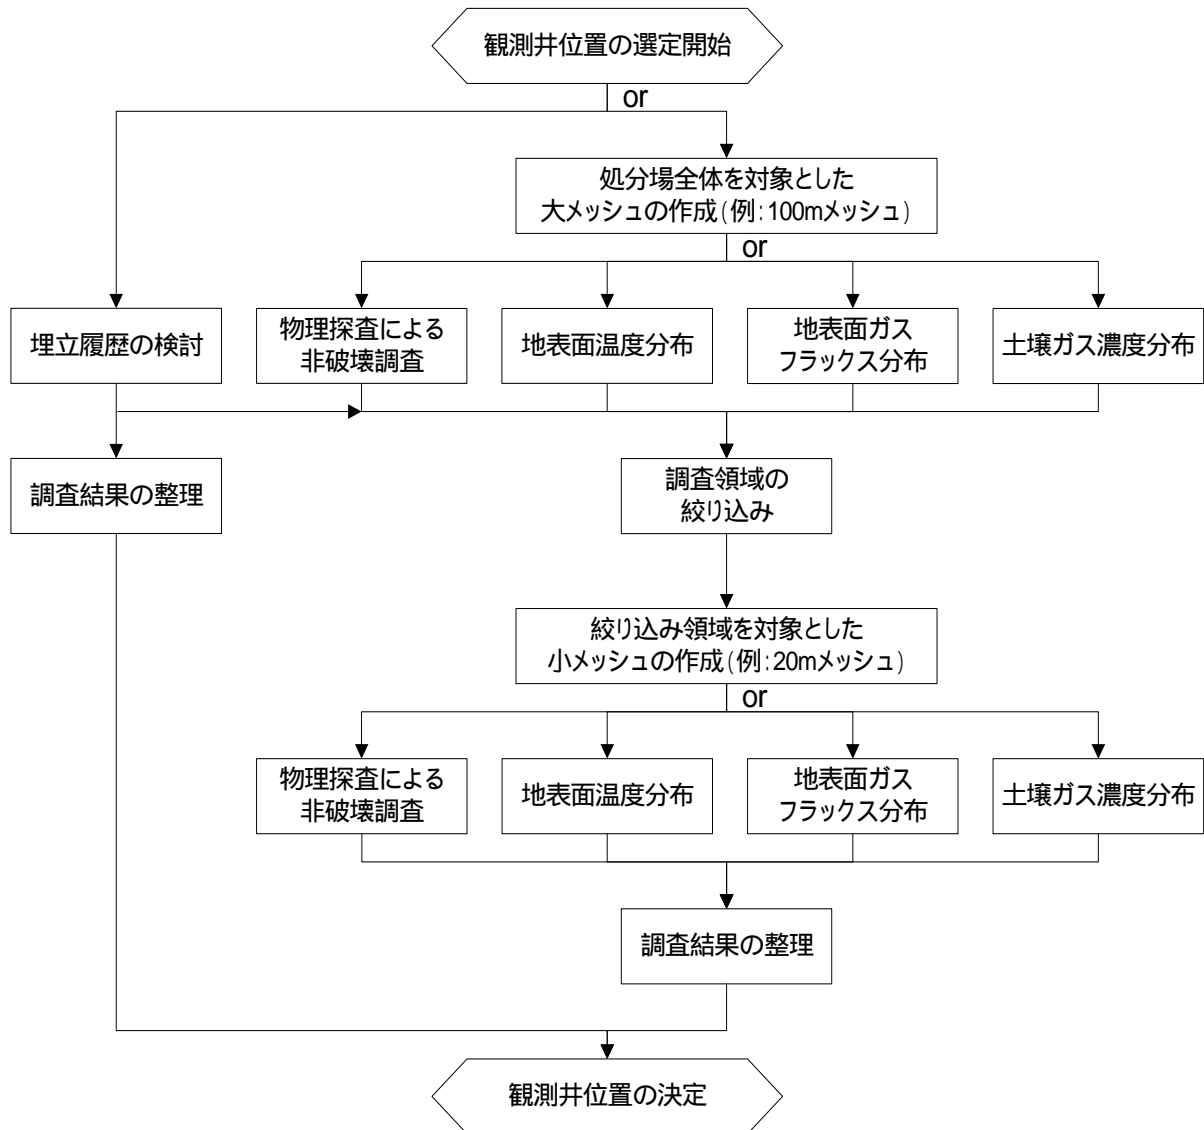 観測井位置の選定開始
or
処分場全体を対象とした
大メッシュの作成(例:100mメッシュ)
or
埋立履歴の検討
物理探査による
非破壊調査
地表面温度分布
地表面ガス
フラックス分布
土壌ガス濃度分布
調査結果の整理
調査領域の
絞り込み
絞り込み領域を対象とした
小メッシュの作成(例:20mメッシュ)
or
物理探査による
非破壊調査
地表面温度分布
地表面ガス
フラックス分布
土壌ガス濃度分布
調査結果の整理
観測井位置の決定